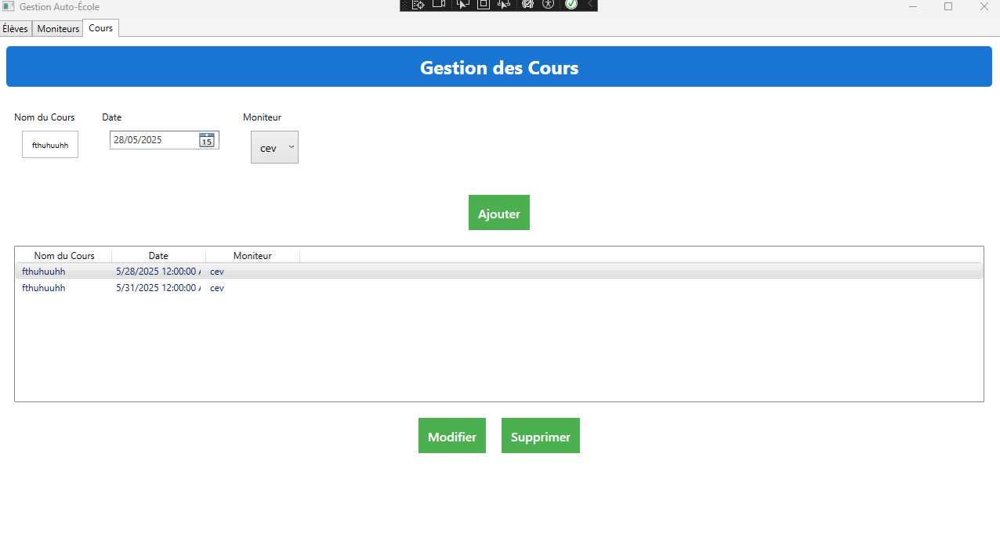 Gestion Auto-École
Élèves Moniteurs Cours
Gestion des Cours
Nom du Cours Date Moniteur
fthuhuuhh 28/05/2025 15 cev
Ajouter
Nom du Cours Date Moniteur
fthuhuuhh 5/28/2025 12:00:00 cev
fthuhuuhh 5/31/2025 12:00:00 cev
Modifier Supprimer